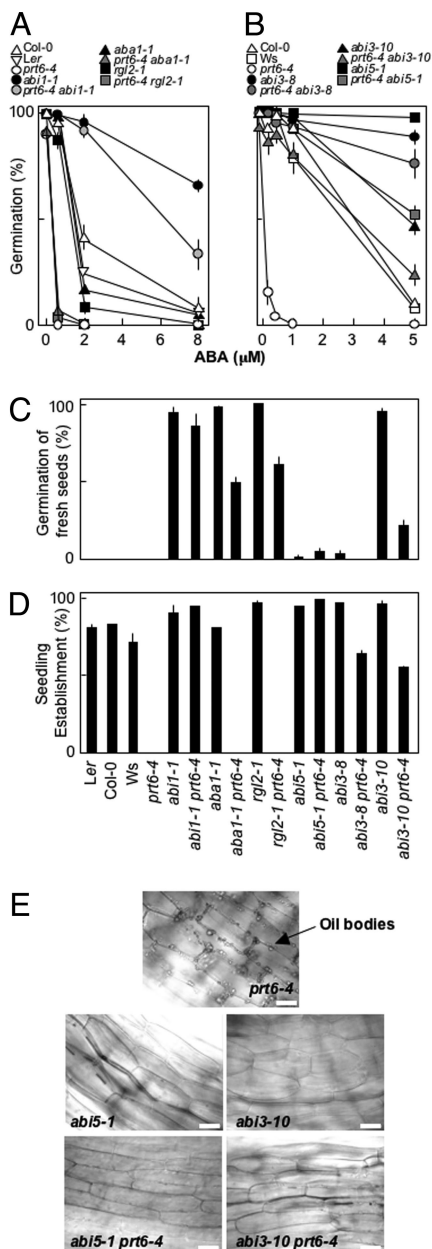 A
B
Col-0
Ler
prt6-4
abi1-1
prt6-4 abi1-1
aba1-1
prt6-4 aba1-1
rgl2-1
prt6-4 rgl2-1
Col-0
Ws
prt6-4
abi3-8
prt6-4 abi3-8
abi3-10
prt6-4 abi3-10
abi5-1
prt6-4 abi5-1
Germination (%)
100
0
0 2 4 6 8
100
0
0 1 2 3 4 5
ABA (μM)
C
Germination of
fresh seeds (%)
100
0
D
Seedling
Establishment (%)
100
0
Ler
Col-0
Ws
prt6-4
abi1-1
abi1-1 prt6-4
aba1-1
aba1-1 prt6-4
rgl2-1
rgl2-1 prt6-4
abi5-1
abi5-1 prt6-4
abi3-8
abi3-8 prt6-4
abi3-10
abi3-10 prt6-4
E
Oil bodies
prt6-4
abi5-1
abi3-10
abi5-1 prt6-4
abi3-10 prt6-4